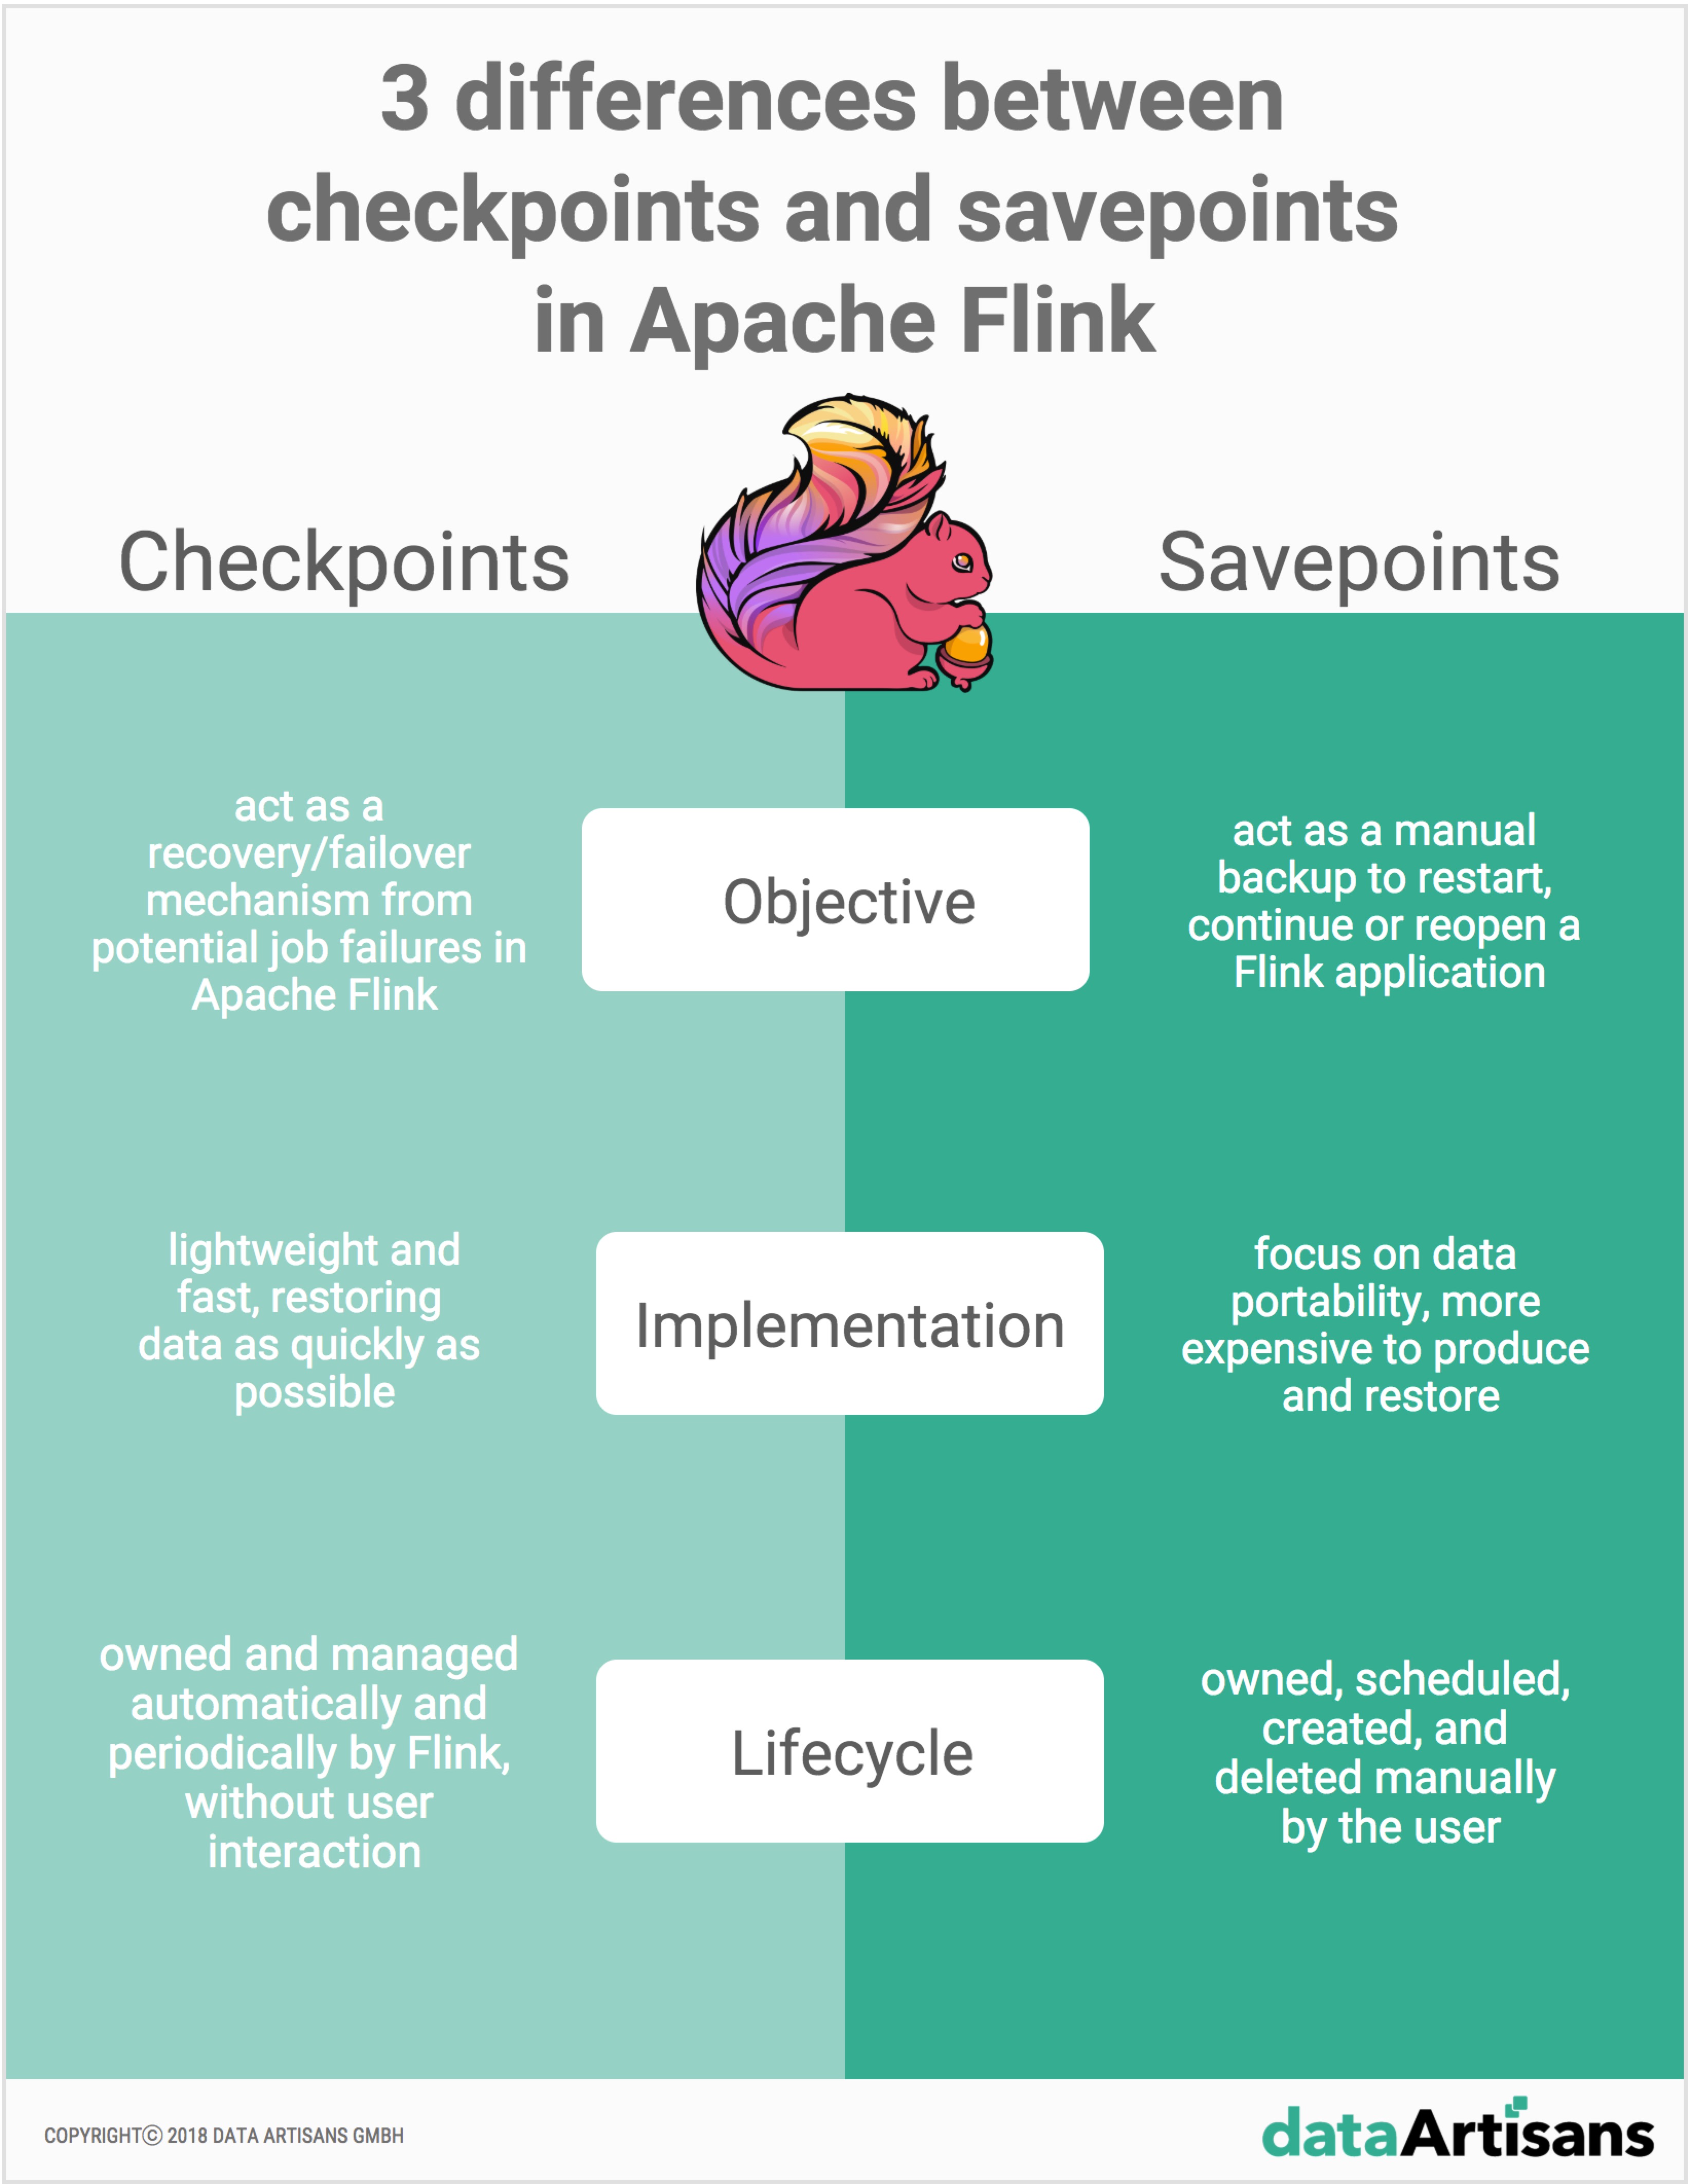 3 differences between
checkpoints and savepoints
in Apache Flink
Checkpoints
Savepoints
act as a
recovery/failover
mechanism from
potential job failures in
Apache Flink
Objective
act as a manual
backup to restart,
continue or reopen a
Flink application
lightweight and
fast, restoring
data as quickly as
possible
Implementation
focus on data
portability, more
expensive to produce
and restore
owned and managed
automatically and
periodically by Flink,
without user
interaction
Lifecycle
owned, scheduled,
created, and
deleted manually
by the user
COPYRIGHT© 2018 DATA ARTISANS GMBH
dataArtisans